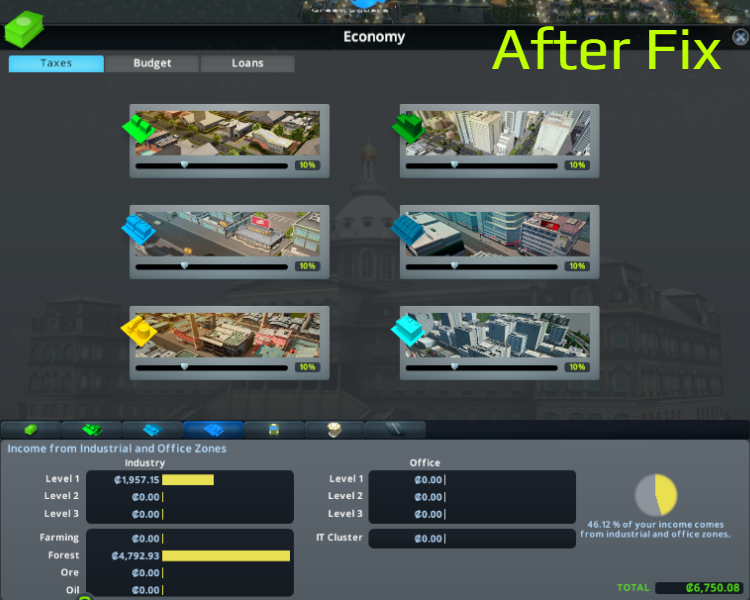 After Fix
Economy
Taxes Budget Loans
10% 10%
10% 10%
10% 10%
Income from Industrial and Office Zones
Industry Office
Level 1 ₡1,957.15 Level 1 ₡0.00
Level 2 ₡0.00 Level 2 ₡0.00
Level 3 ₡0.00 Level 3 ₡0.00
Farming ₡0.00 IT Cluster ₡0.00
Forest ₡4,792.93
Ore ₡0.00
Oil ₡0.00
46.12 % of your income comes
from industrial and office zones.
TOTAL ₡6,750.08